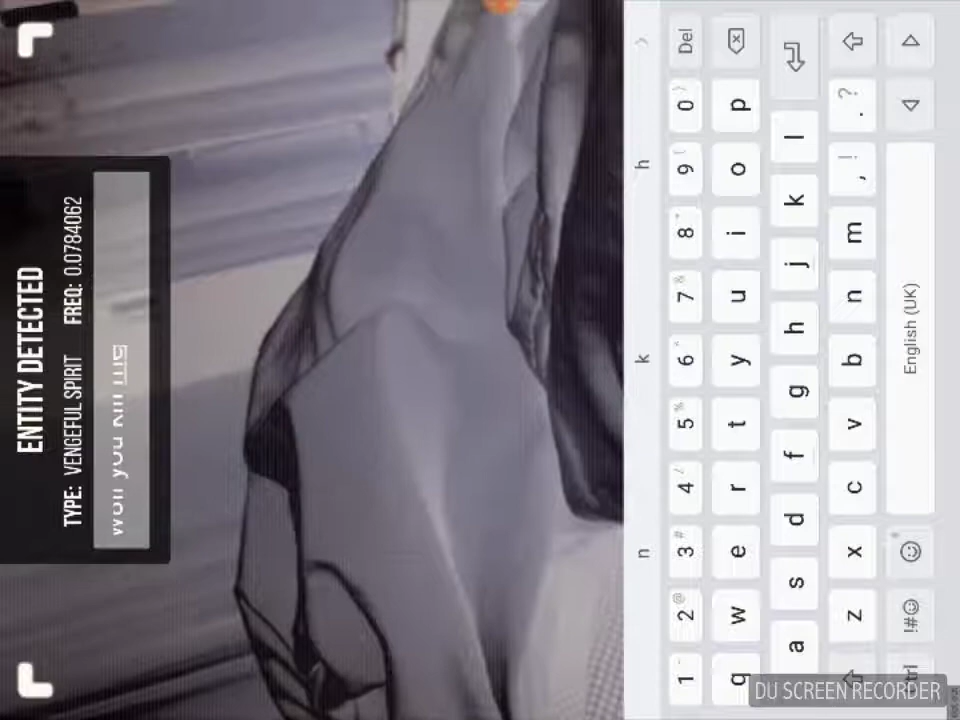 ENTITY DETECTED
TYPE: VENGEFUL SPIRIT FREQ: 0.0784062
you
n k h
1 2 3 4 5 6 7 8 9 0 Del
q w e r t y u i o p
a s d f g h j k l
z x c v b n m , ! . ?
!#☺ English (UK)
DU SCREEN RECORDER